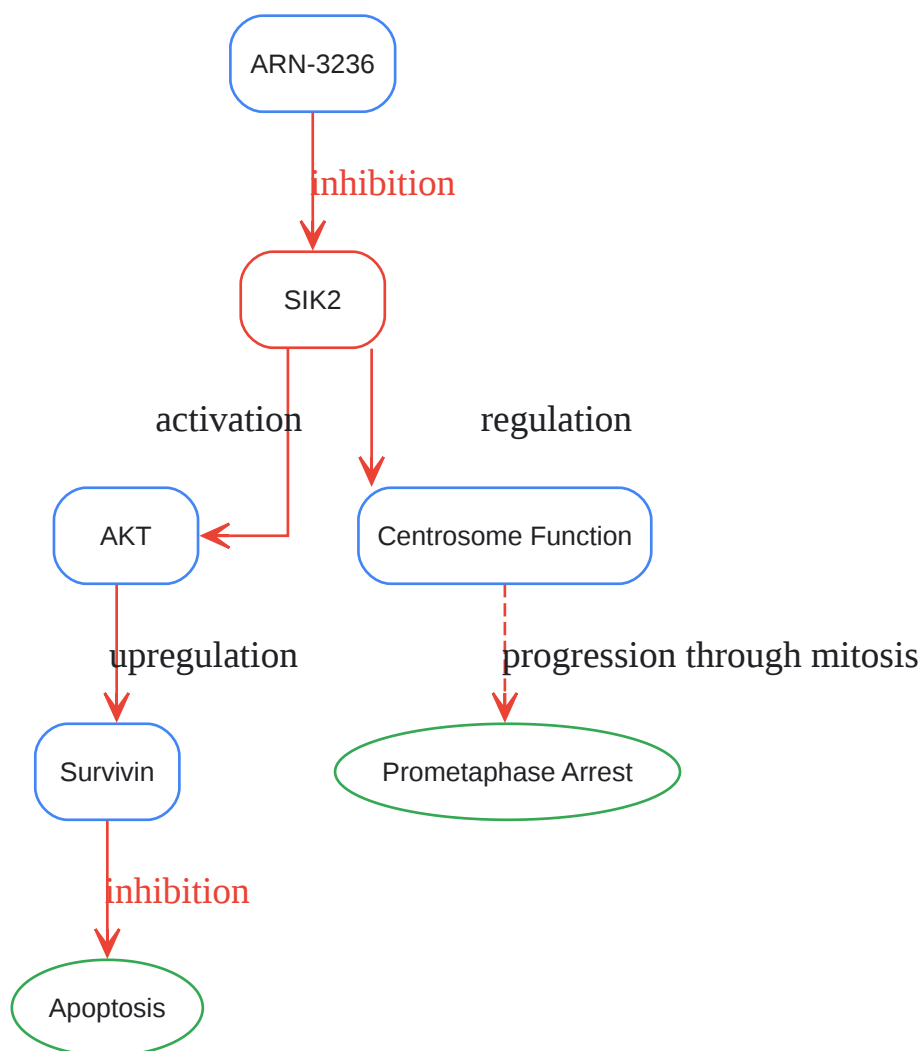 ARN-3236
inhibition
SIK2
activation
regulation
AKT
Centrosome Function
upregulation
progression through mitosis
Survivin
Prometaphase Arrest
inhibition
Apoptosis